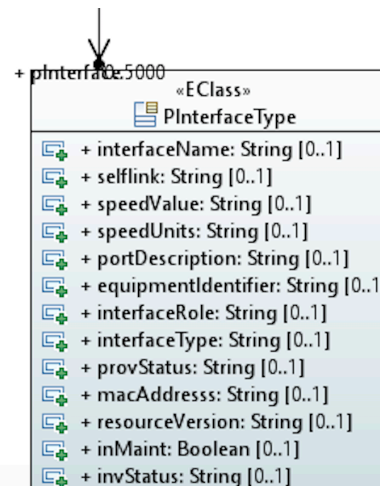 + pInterface 0..5000
«EClass»
PInterfaceType
+ interfaceName: String [0..1]
+ selflink: String [0..1]
+ speedValue: String [0..1]
+ speedUnits: String [0..1]
+ portDescription: String [0..1]
+ equipmentIdentifier: String [0..1
+ interfaceRole: String [0..1]
+ interfaceType: String [0..1]
+ provStatus: String [0..1]
+ macAddresss: String [0..1]
+ resourceVersion: String [0..1]
+ inMaint: Boolean [0..1]
+ invStatus: String [0..1]